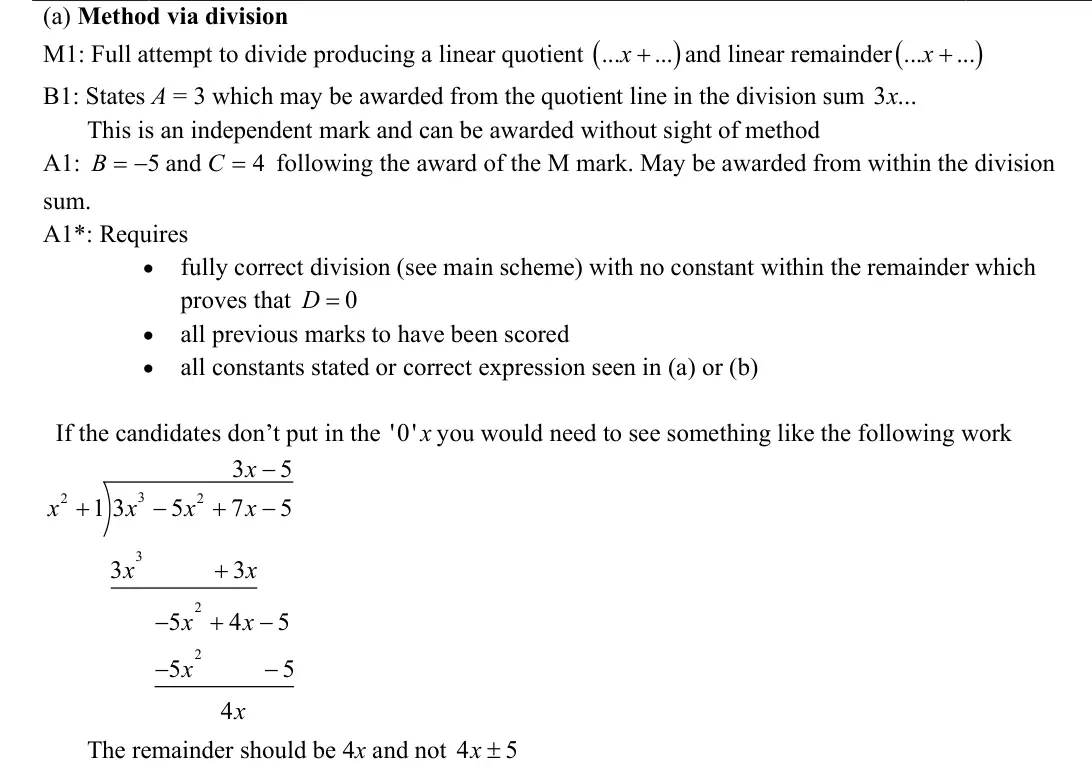 (a) Method via division
M1: Full attempt to divide producing a linear quotient (...x + ...) and linear remainder (...x + ...)
B1: States A = 3 which may be awarded from the quotient line in the division sum 3x...
This is an independent mark and can be awarded without sight of method
A1: B = −5 and C = 4 following the award of the M mark. May be awarded from within the division
sum.
A1*: Requires
• fully correct division (see main scheme) with no constant within the remainder which
proves that D = 0
• all previous marks to have been scored
• all constants stated or correct expression seen in (a) or (b)
If the candidates don’t put in the '0' x you would need to see something like the following work
3x − 5
x² + 1)3x³ − 5x² + 7x − 5
3x³ + 3x
−5x² + 4x − 5
−5x² − 5
4x
The remainder should be 4x and not 4x ± 5